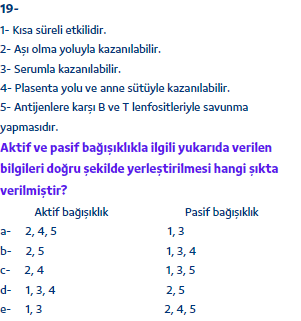 19-
1- Kısa süreli etkilidir.
2- Aşı olma yoluyla kazanılabilir.
3- Serumla kazanılabilir.
4- Plasenta yolu ve anne sütüyle kazanılabilir.
5- Antijenlere karşı B ve T lenfositleriyle savunma
yapmasıdır.
Aktif ve pasif bağışıklıkla ilgili yukarıda verilen
bilgileri doğru şekilde yerleştirilmesi hangi şıkta
verilmiştir?
Aktif bağışıklık Pasif bağışıklık
a- 2, 4, 5 1, 3
b- 2, 5 1, 3, 4
c- 2, 4 1, 3, 5
d- 1, 3, 4 2, 5
e- 1, 3 2, 4, 5